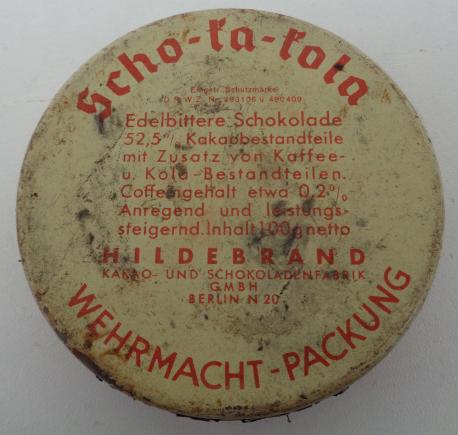 Scho-ka-kola
Eingetr. Schutzmarke
D.R.W.Z. Nr. 493106 u 490409
Edelbittere Schokolade
52,5% Kakaobestandteile
mit Zusatz von Kaffee-
u. Kola-Bestandteilen.
Coffeingehalt etwa 0,2%
Anregend und leistungs-
steigernd. Inhalt 100g netto
HILDEBRAND
KAKAO- UND SCHOKOLADENFABRIK
GMBH
BERLIN N 20
WEHRMACHT-PACKUNG